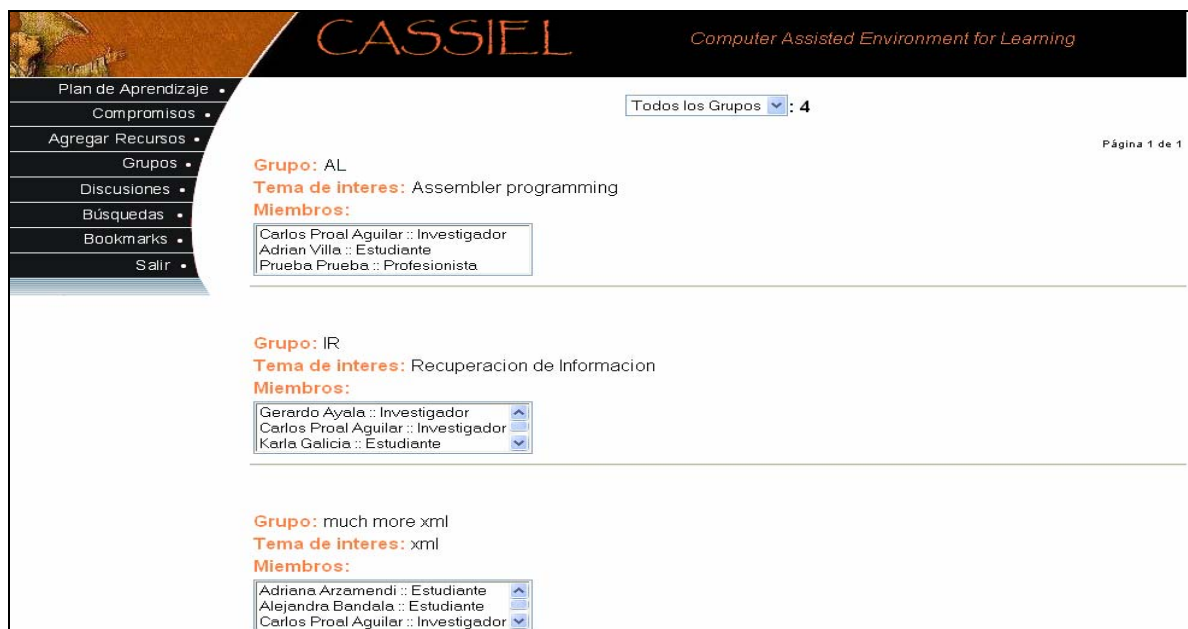 CASSIEL
Computer Assisted Environment for Learning
Plan de Aprendizaje
Compromisos
Agregar Recursos
Grupos
Discusiones
Búsquedas
Bookmarks
Salir
Todos los Grupos : 4
Página 1 de 1
Grupo: AL
Tema de interes: Assembler programming
Miembros:
Carlos Proal Aguilar :: Investigador
Adrian Villa :: Estudiante
Prueba Prueba :: Profesionista
Grupo: IR
Tema de interes: Recuperacion de Informacion
Miembros:
Gerardo Ayala :: Investigador
Carlos Proal Aguilar :: Investigador
Karla Galicia :: Estudiante
Grupo: much more xml
Tema de interes: xml
Miembros:
Adriana Arzamendi :: Estudiante
Alejandra Bandala :: Estudiante
Carlos Proal Aguilar :: Investigador